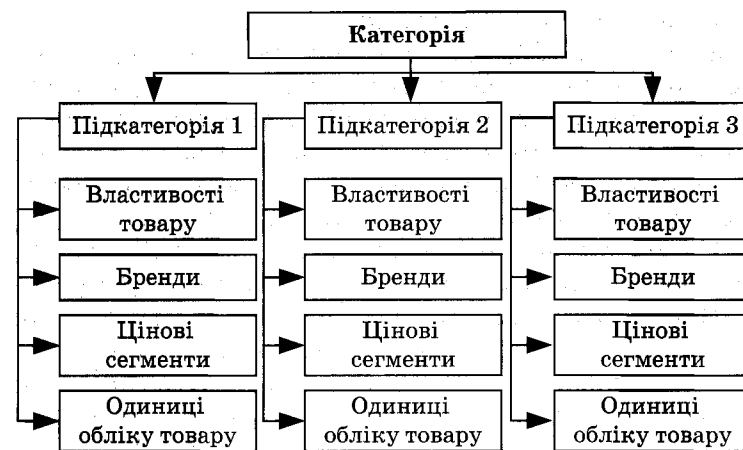 Категорія
Підкатегорія 1
Підкатегорія 2
Підкатегорія 3
Властивості
товару
Властивості
товару
Властивості
товару
Бренди
Бренди
Бренди
Цінові
сегменти
Цінові
сегменти
Цінові
сегменти
Одиниці
обліку товару
Одиниці
обліку товару
Одиниці
обліку товару